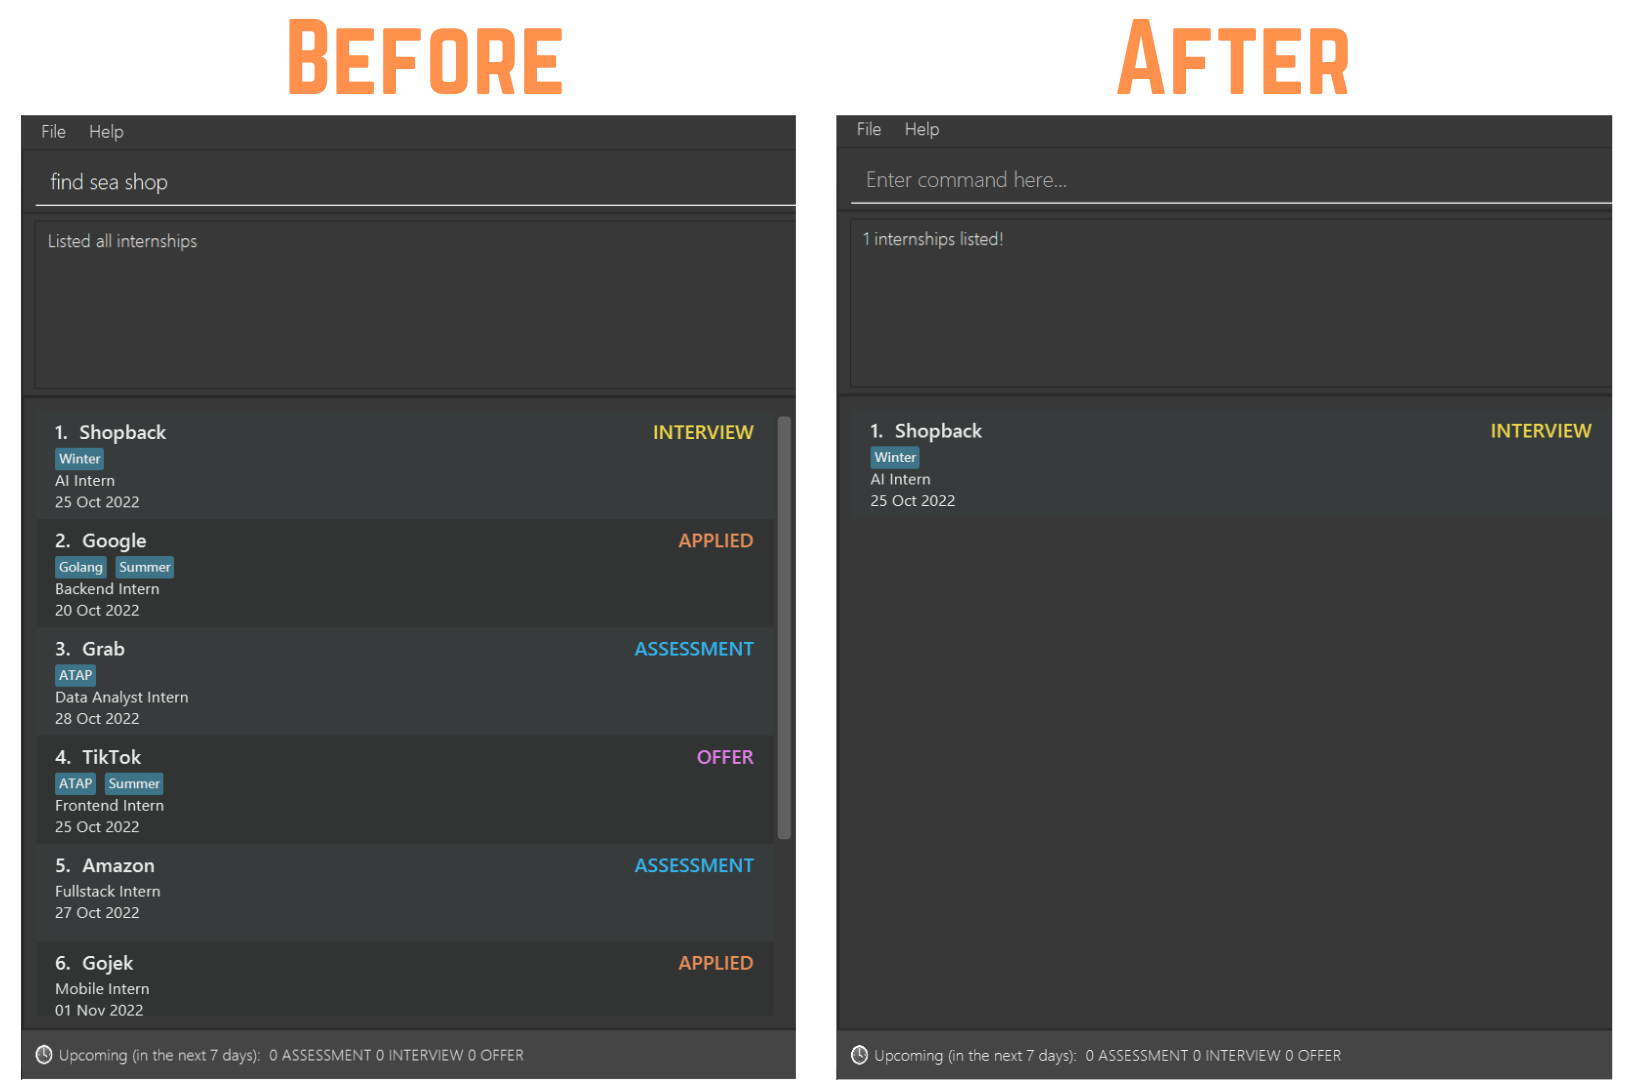 BEFORE
File Help
find sea shop
Listed all internships
1. Shopback INTERVIEW
Winter
AI Intern
25 Oct 2022
2. Google APPLIED
Golang Summer
Backend Intern
20 Oct 2022
3. Grab ASSESSMENT
ATAP
Data Analyst Intern
28 Oct 2022
4. TikTok OFFER
ATAP Summer
Frontend Intern
25 Oct 2022
5. Amazon ASSESSMENT
Fullstack Intern
27 Oct 2022
6. Gojek APPLIED
Mobile Intern
01 Nov 2022
Upcoming (in the next 7 days): 0 ASSESSMENT 0 INTERVIEW 0 OFFER
AFTER
File Help
Enter command here...
1 internships listed!
1. Shopback INTERVIEW
Winter
AI Intern
25 Oct 2022
Upcoming (in the next 7 days): 0 ASSESSMENT 0 INTERVIEW 0 OFFER